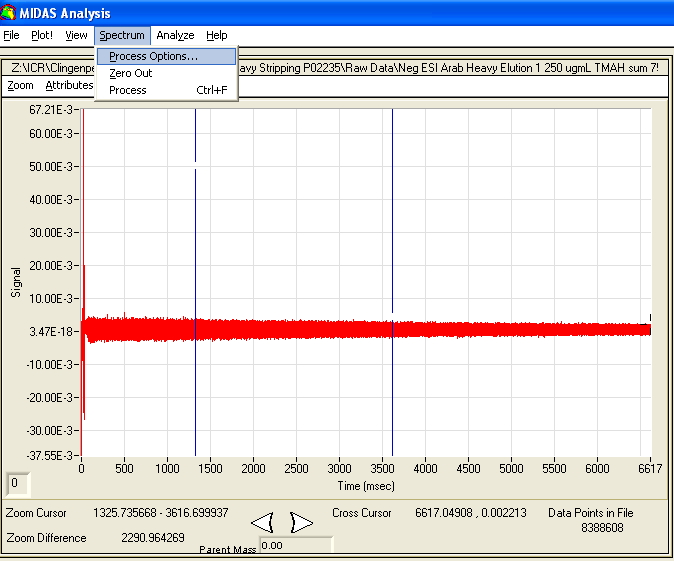 MIDAS Analysis
File Plot! View Spectrum Analyze Help
Process Options...
Zero Out
Process Ctrl+F
Z:\ICR\Clingenpe avy Stripping P02235\Raw Data\Neg ESI Arab Heavy Elution 1 250 ugmL TMAH sum 75
Zoom Attributes
67.21E-3
60.00E-3
50.00E-3
40.00E-3
30.00E-3
20.00E-3
10.00E-3
3.47E-18
-10.00E-3
-20.00E-3
-30.00E-3
-37.55E-3
Signal
0 500 1000 1500 2000 2500 3000 3500 4000 4500 5000 5500 6000 6617
Time (msec)
0
Zoom Cursor 1325.735668 - 3616.699937 Cross Cursor 6617.04908 , 0.002213 Data Points in File
8388608
Zoom Difference 2290.964269
Parent Mass 0.00